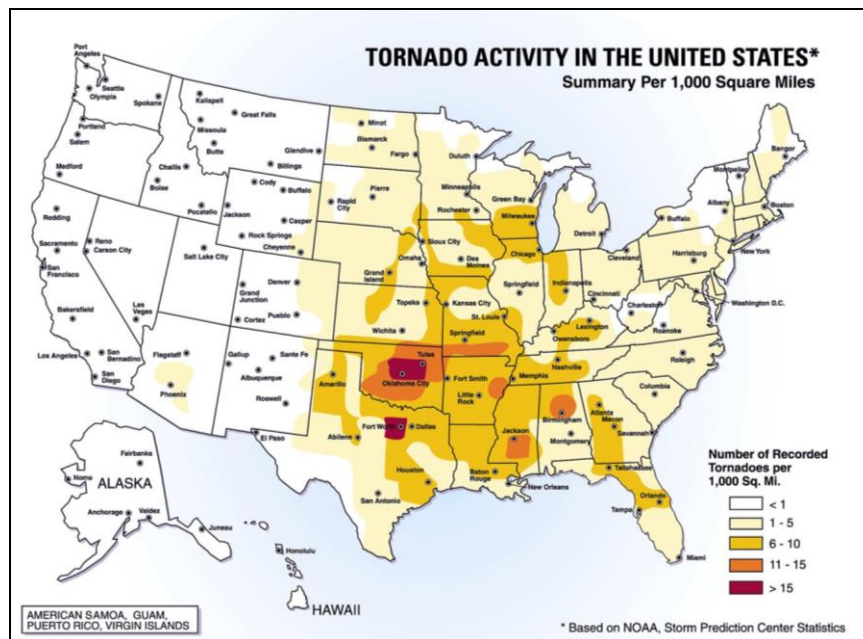 TORNADO ACTIVITY IN THE UNITED STATES*
Summary Per 1,000 Square Miles
Port
Angeles
Seattle
Olympia
Spokane
Portland
Salem
Medford
Kalispell
Great Falls
Missoula
Butte
Glendive
Billings
Challis
Boise
Pocatello
Cody
Buffalo
Jackson
Casper
Rock Springs
Cheyenne
Redding
Sacramento
San
Francisco
Reno
Carson City
Bakersfield
Las
Vegas
Los Angeles
San
Bernadino
San
Diego
Salt Lake City
Grand
Junction
Denver
Cortez
Pueblo
Flagstaff
Phoenix
Gallup
Santa Fe
Albuquerque
Roswell
El Paso
Minot
Bismarck
Fargo
Rapid
City
Pierre
Sioux City
Omaha
Grand
Island
Topeka
Wichita
Amarillo
Tulsa
Oklahoma City
Fort Worth
Dallas
Abilene
Houston
San Antonio
Duluth
Minneapolis
Rochester
Green Bay
Milwaukee
Des
Moines
Chicago
Kansas City
Springfield
St. Louis
Springfield
Fort Smith
Little
Rock
Memphis
Jackson
Baton
Rouge
New Orleans
Detroit
Indianapolis
Cincinnati
Cleveland
Owensboro
Lexington
Nashville
Birmingham
Montgomery
Atlanta
Macon
Savannah
Tallahassee
Orlando
Tampa
Miami
Columbia
Raleigh
Roanoke
Charleston
Washington D.C.
Harrisburg
New York
Buffalo
Albany
Boston
Montpelier
Bangor
Fairbanks
Nome
ALASKA
Anchorage
Valdez
Juneau
Honolulu
HAWAII
Number of Recorded
Tornadoes per
1,000 Sq. Mi.
< 1
1 - 5
6 - 10
11 - 15
> 15
AMERICAN SAMOA, GUAM,
PUERTO RICO, VIRGIN ISLANDS
* Based on NOAA, Storm Prediction Center Statistics